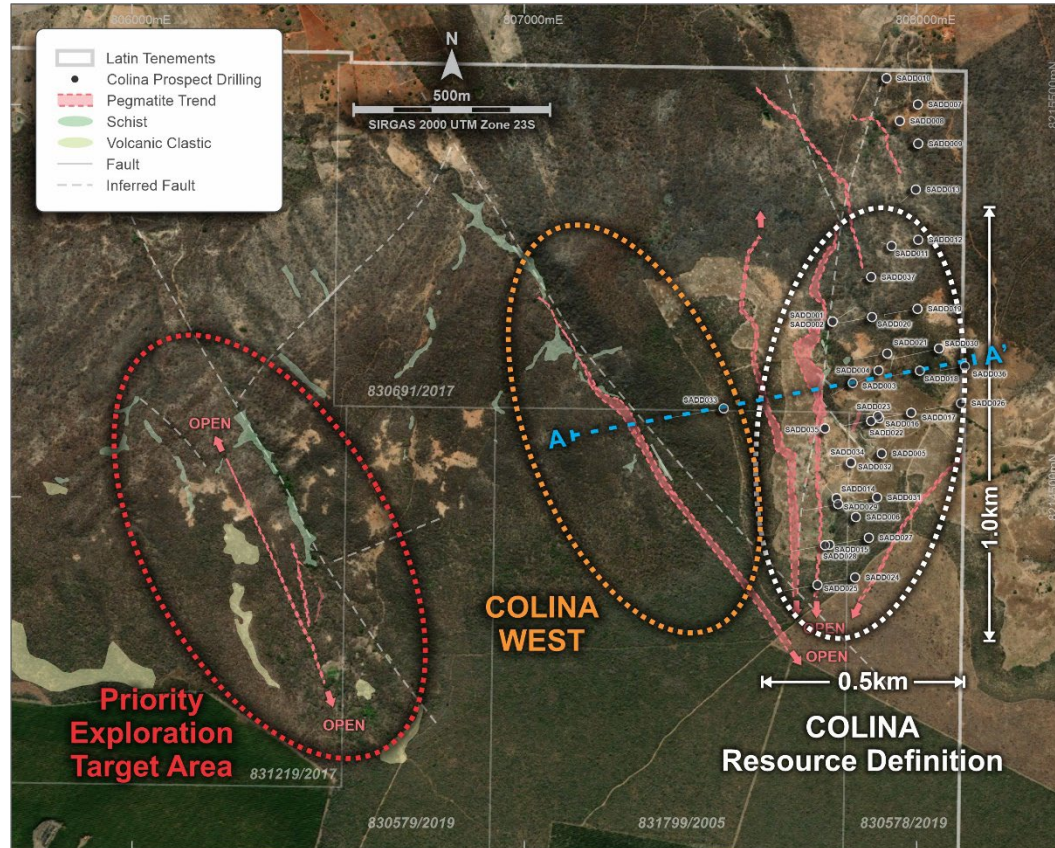 806000mE
807000mE
808000mE
Latin Tenements
Colina Prospect Drilling
Pegmatite Trend
Schist
Volcanic Clastic
Fault
Inferred Fault
N
500m
SIRGAS 2000 UTM Zone 23S
SADD010
SADD007
SADD008
SADD009
SADD013
SADD012
SADD011
SADD037
SADD019
SADD001
SADD002
SADD020
SADD021
SADD030
SADD004
SADD018
SADD036
SADD003
A'
SADD033
SADD026
SADD023
SADD017
SADD016
SADD022
SADD035
A
SADD005
SADD034
SADD032
SADD014
SADD031
SADD029
SADD006
SADD027
SADD015
SADD028
SADD024
SADD025
1.0km
830691/2017
OPEN
OPEN
OPEN
OPEN
0.5km
COLINA
WEST
COLINA
Resource Definition
Priority
Exploration
Target Area
831219/2017
830579/2019
831799/2005
830578/2019